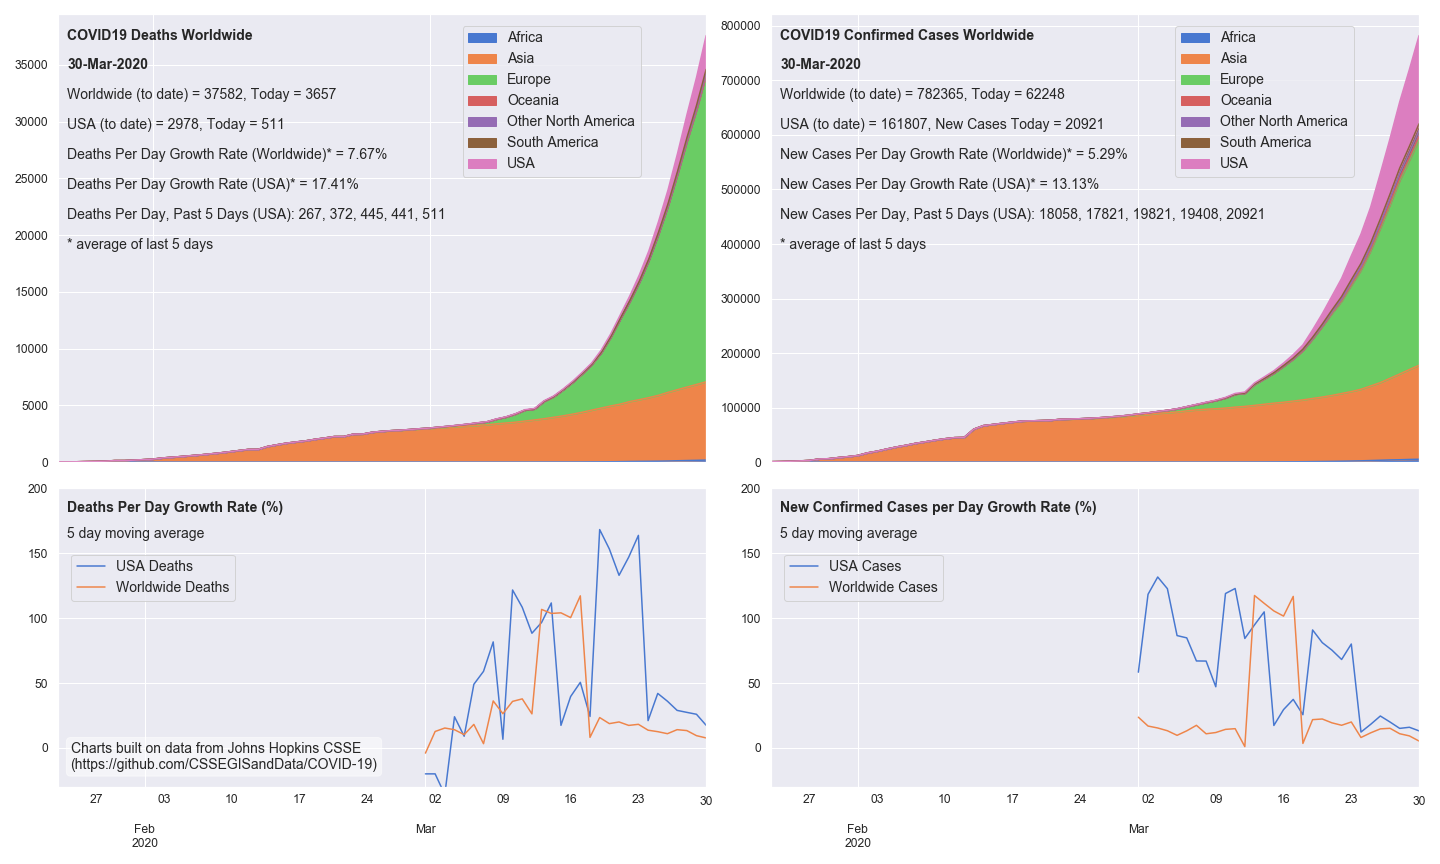 COVID19 Deaths Worldwide
30-Mar-2020
Worldwide (to date) = 37582, Today = 3657
USA (to date) = 2978, Today = 511
Deaths Per Day Growth Rate (Worldwide)* = 7.67%
Deaths Per Day Growth Rate (USA)* = 17.41%
Deaths Per Day, Past 5 Days (USA): 267, 372, 445, 441, 511
* average of last 5 days
Africa
Asia
Europe
Oceania
Other North America
South America
USA
35000
30000
25000
20000
15000
10000
5000
0
COVID19 Confirmed Cases Worldwide
30-Mar-2020
Worldwide (to date) = 782365, Today = 62248
USA (to date) = 161807, New Cases Today = 20921
New Cases Per Day Growth Rate (Worldwide)* = 5.29%
New Cases Per Day Growth Rate (USA)* = 13.13%
New Cases Per Day, Past 5 Days (USA): 18058, 17821, 19821, 19408, 20921
* average of last 5 days
Africa
Asia
Europe
Oceania
Other North America
South America
USA
800000
700000
600000
500000
400000
300000
200000
100000
0
Deaths Per Day Growth Rate (%)
5 day moving average
USA Deaths
Worldwide Deaths
200
150
100
50
0
Charts built on data from Johns Hopkins CSSE
(https://github.com/CSSEGISandData/COVID-19)
27 03 10 17 24 02 09 16 23 30
Feb Mar
2020
New Confirmed Cases per Day Growth Rate (%)
5 day moving average
USA Cases
Worldwide Cases
200
150
100
50
0
27 03 10 17 24 02 09 16 23 30
Feb Mar
2020